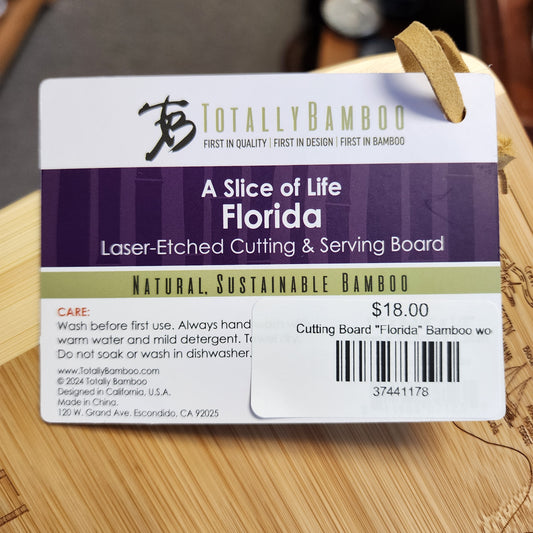 TOTALLY BAMBOO
FIRST IN QUALITY | FIRST IN DESIGN | FIRST IN BAMBOO
A Slice of Life
Florida
Laser-Etched Cutting & Serving Board
NATURAL, SUSTAINABLE BAMBOO
CARE:
Wash before first use. Always hand
warm water and mild detergent.
Do not soak or wash in dishwasher.
www.TotallyBamboo.com
© 2024 Totally Bamboo
Designed in California, U.S.A.
Made in China.
120 W. Grand Ave. Escondido, CA 92025
$18.00
Cutting Board "Florida" Bamboo wo
37441178